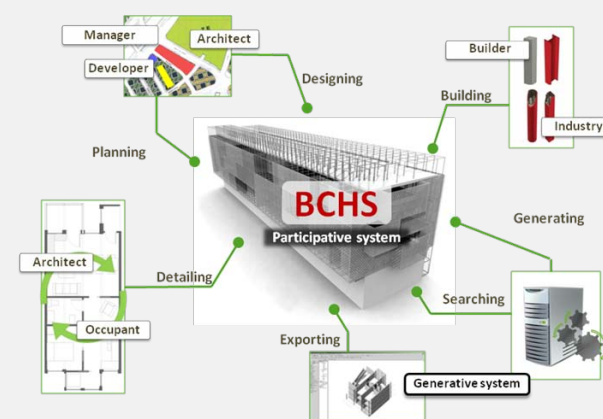 Manager
Architect
Developer
Designing
Planning
Builder
Building
Industry
BCHS
Participative system
Generating
Architect
Detailing
Occupant
Searching
Exporting
Generative system